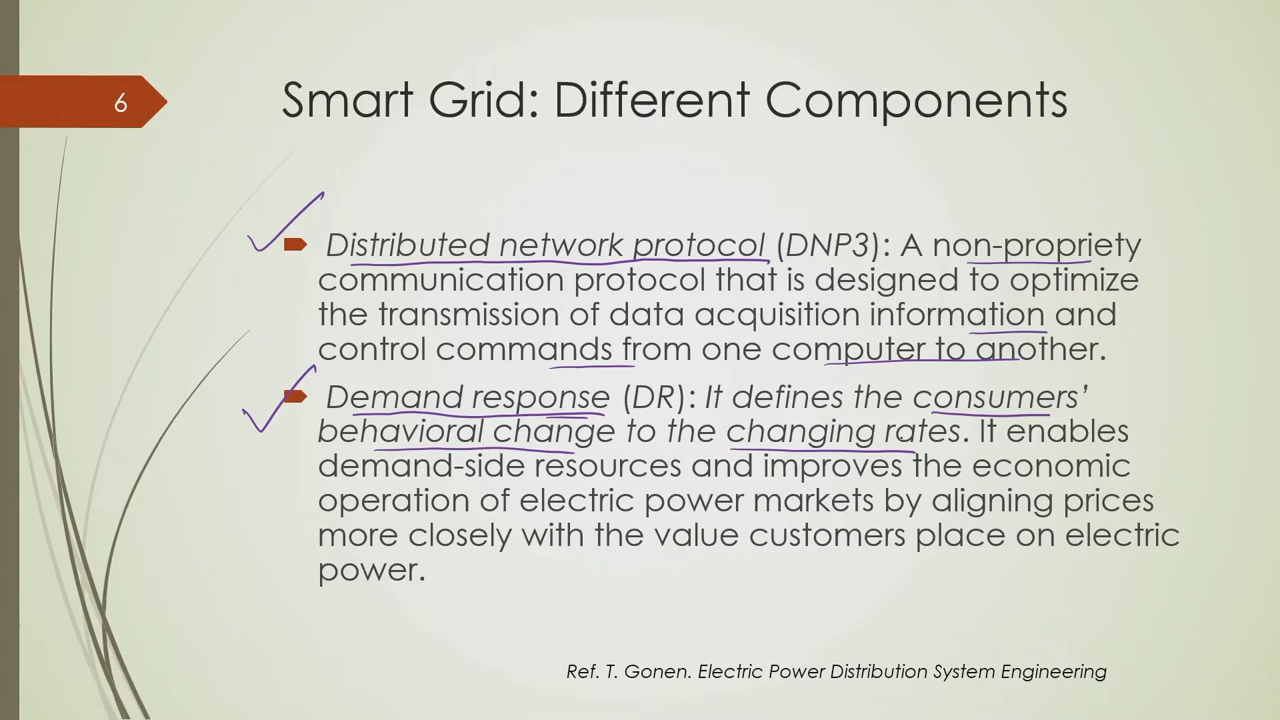 6
Smart Grid: Different Components
Distributed network protocol (DNP3): A non-propriety
communication protocol that is designed to optimize
the transmission of data acquisition information and
control commands from one computer to another.
Demand response (DR): It defines the consumers’
behavioral change to the changing rates. It enables
demand-side resources and improves the economic
operation of electric power markets by aligning prices
more closely with the value customers place on electric
power.
Ref. T. Gonen. Electric Power Distribution System Engineering